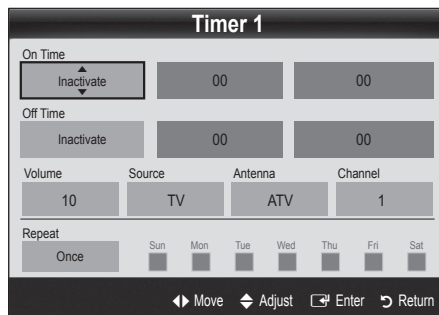 Timer 1
On Time
Inactivate 00 00
Off Time
Inactivate 00 00
Volume Source Antenna Channel
10 TV ATV 1
Repeat
Once Sun Mon Tue Wed Thu Fri Sat
Move Adjust Enter Return